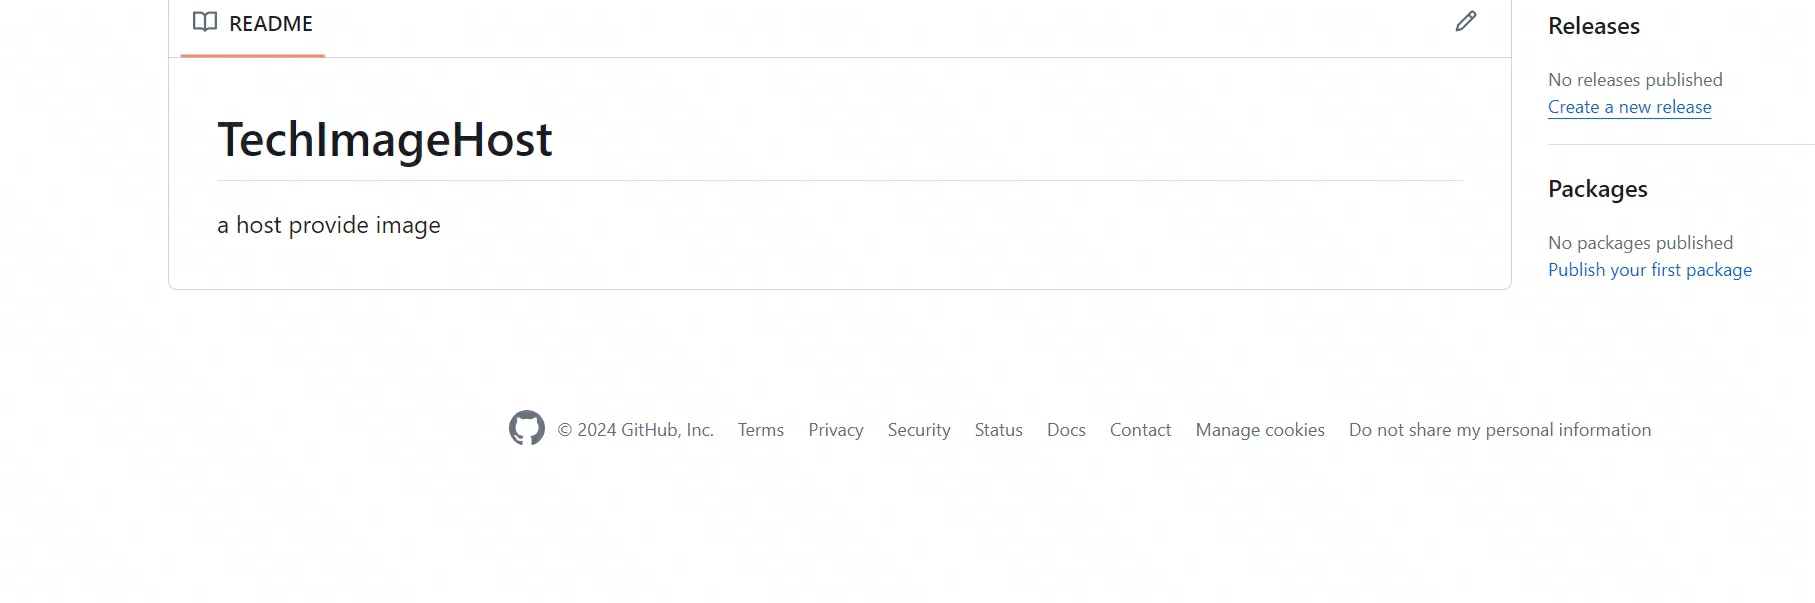 README
TechImageHost
a host provide image
Releases
No releases published
Create a new release
Packages
No packages published
Publish your first package
© 2024 GitHub, Inc. Terms Privacy Security Status Docs Contact Manage cookies Do not share my personal information